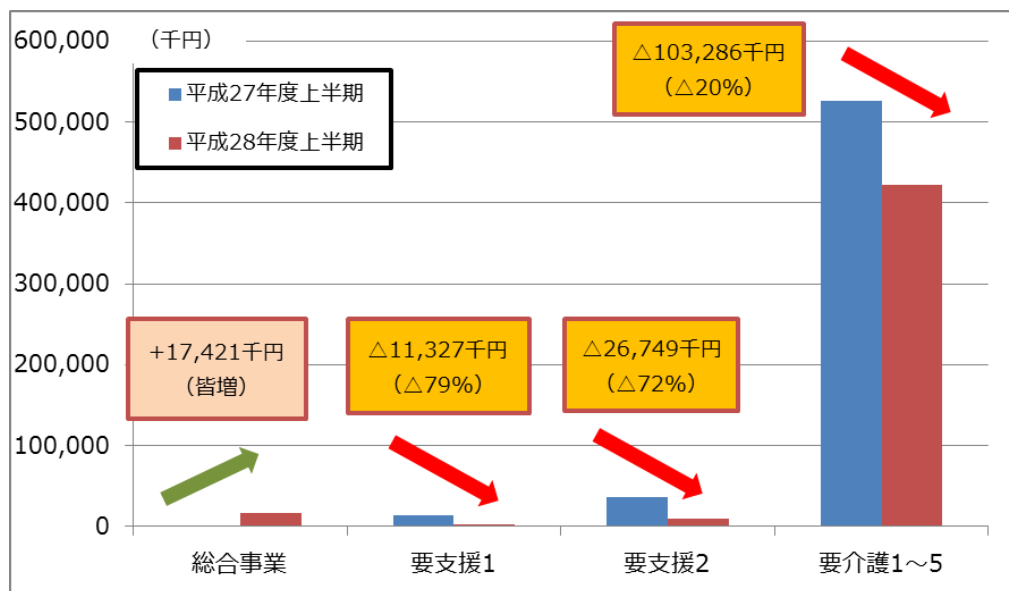 600,000
（千円）
500,000
400,000
300,000
200,000
100,000
0
■平成27年度上半期
■平成28年度上半期
+17,421千円
（皆増）
△11,327千円
（△79%）
△26,749千円
（△72%）
△103,286千円
（△20%）
総合事業
要支援1
要支援2
要介護1～5